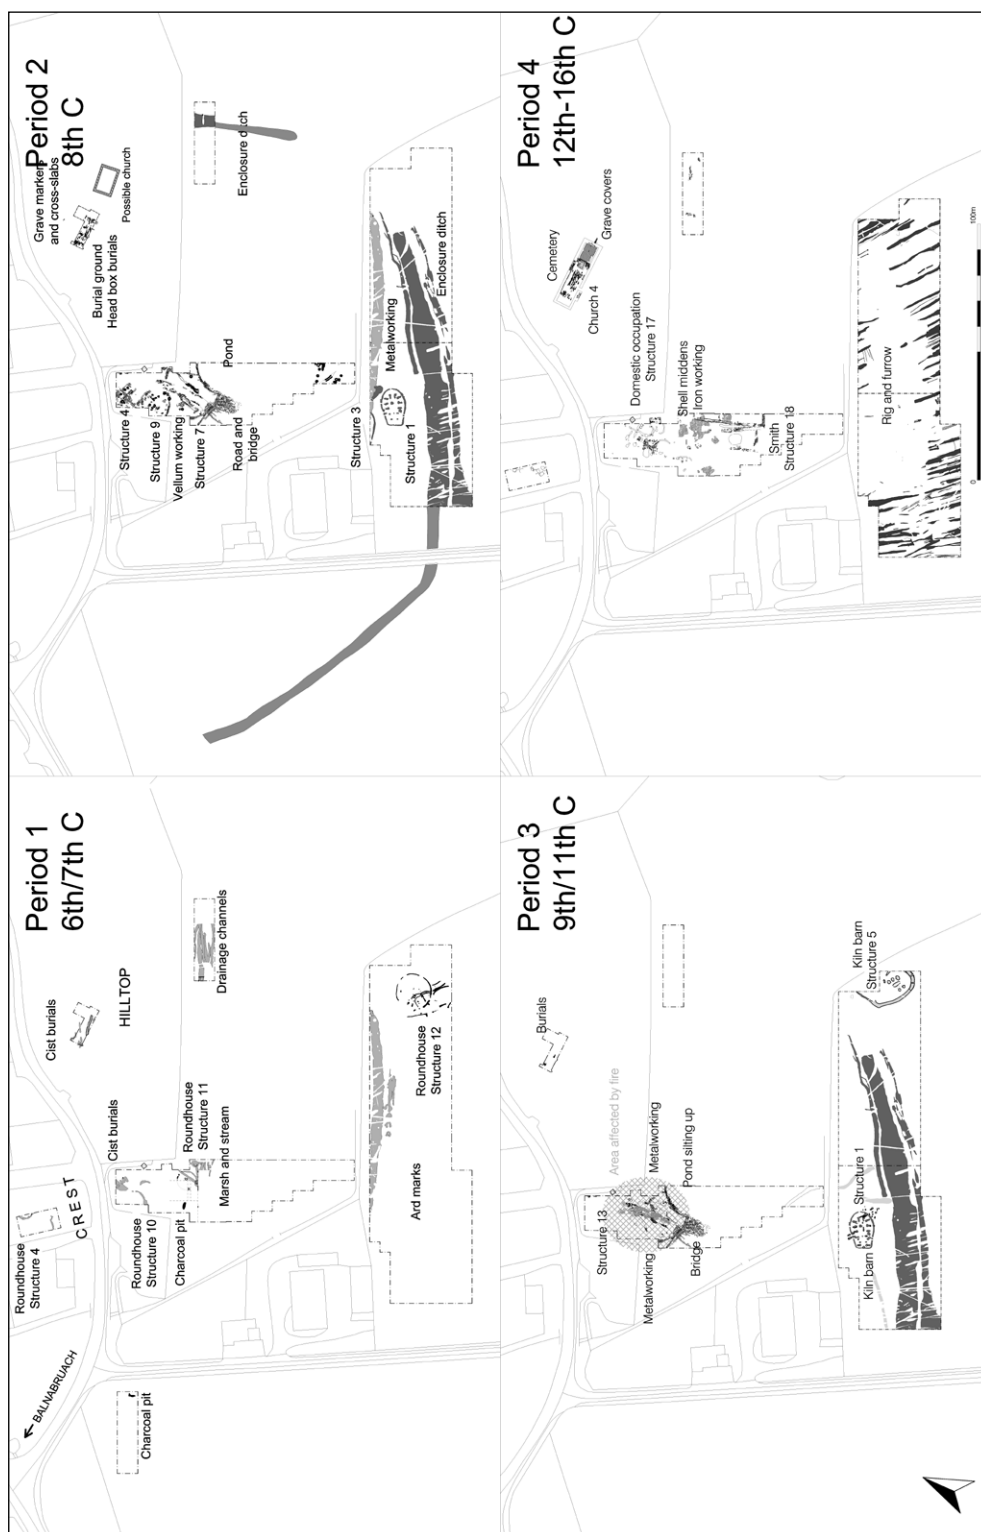 Period 1
6th/7th C
BALNABRUACH
Roundhouse
Structure 4
CREST
Cist burials
HILLTOP
Cist burials
Roundhouse
Structure 10
Charcoal pit
Roundhouse
Structure 11
Marsh and stream
Drainage channels
Charcoal pit
Ard marks
Roundhouse
Structure 12
Period 2
8th C
Grave markers
and cross-slabs
Possible church
Burial ground
Head box burials
Enclosure ditch
Structure 4
Structure 9
Vellum working
Structure 7
Pond
Road and
bridge
Structure 3
Structure 1
Metalworking
Enclosure ditch
Period 3
9th/11th C
Burials
Area affected by fire
Structure 13
Metalworking
Metalworking
Pond silting up
Bridge
Kiln barn
Structure 1
Kiln barn
Structure 5
Period 4
12th-16th C
Cemetery
Church 4
Grave covers
Domestic occupation
Structure 17
Shell middens
Iron working
Smith
Structure 18
Rig and furrow
0
100m